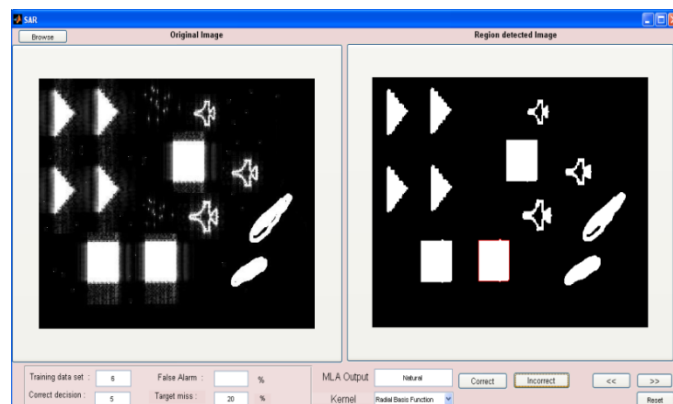 SAR
Browse
Original Image
Region detected Image
Training data set : 6
False Alarm : %
MLA Output Natural
Correct
Incorrect
<<
>>
Correct decision : 5
Target miss : 20 %
Kernel Radial Basis Function
Reset